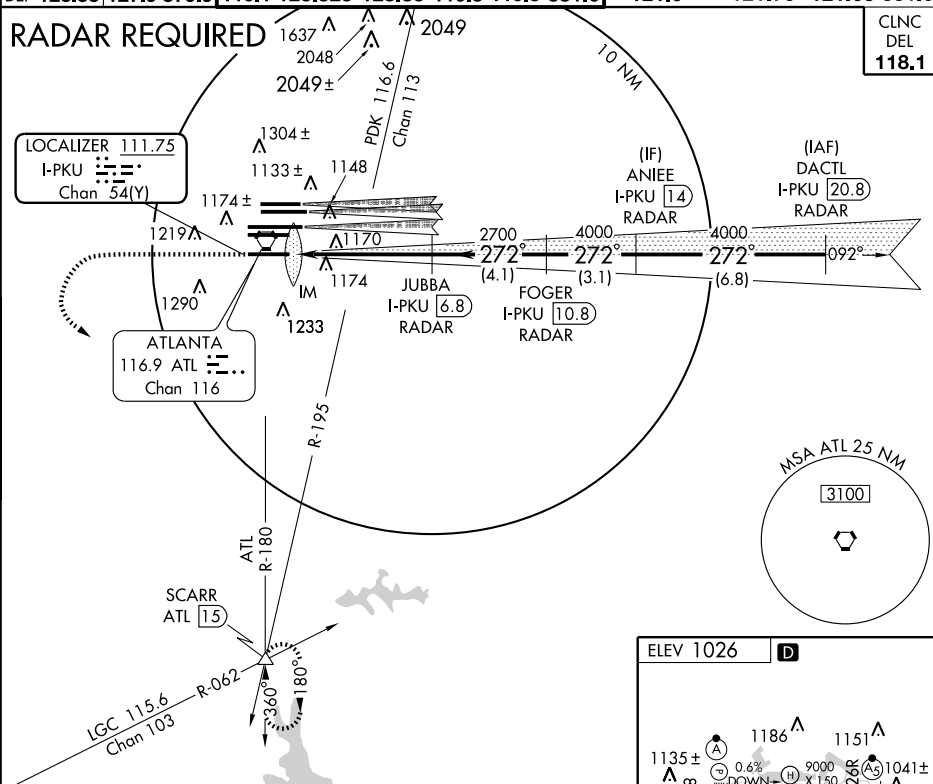 RADAR REQUIRED
CLNC
DEL
118.1
1637
2048
2049
2049±
10 NM
PDK 116.6
Chan 113
LOCALIZER 111.75
I-PKU
Chan 54(Y)
1304±
1133±
1148
1174±
1219
1170
1174
1290
IM
1233
(IF)
ANIEE
I-PKU 14
RADAR
(IAF)
DACTL
I-PKU 20.8
RADAR
2700
4000
4000
272°
272°
272°
092°
(4.1)
(3.1)
(6.8)
JUBBA
I-PKU 6.8
RADAR
FOGER
I-PKU 10.8
RADAR
ATLANTA
116.9 ATL
Chan 116
R-195
ATL
R-180
MSA ATL 25 NM
3100
SCARR
ATL 15
360°
180°
LGC 115.6
Chan 103
R-062
ELEV 1026
D
1186
1151
1135±
A
P
0.6%
DOWN
H
9000
X 150
26R
A5
1041±
8